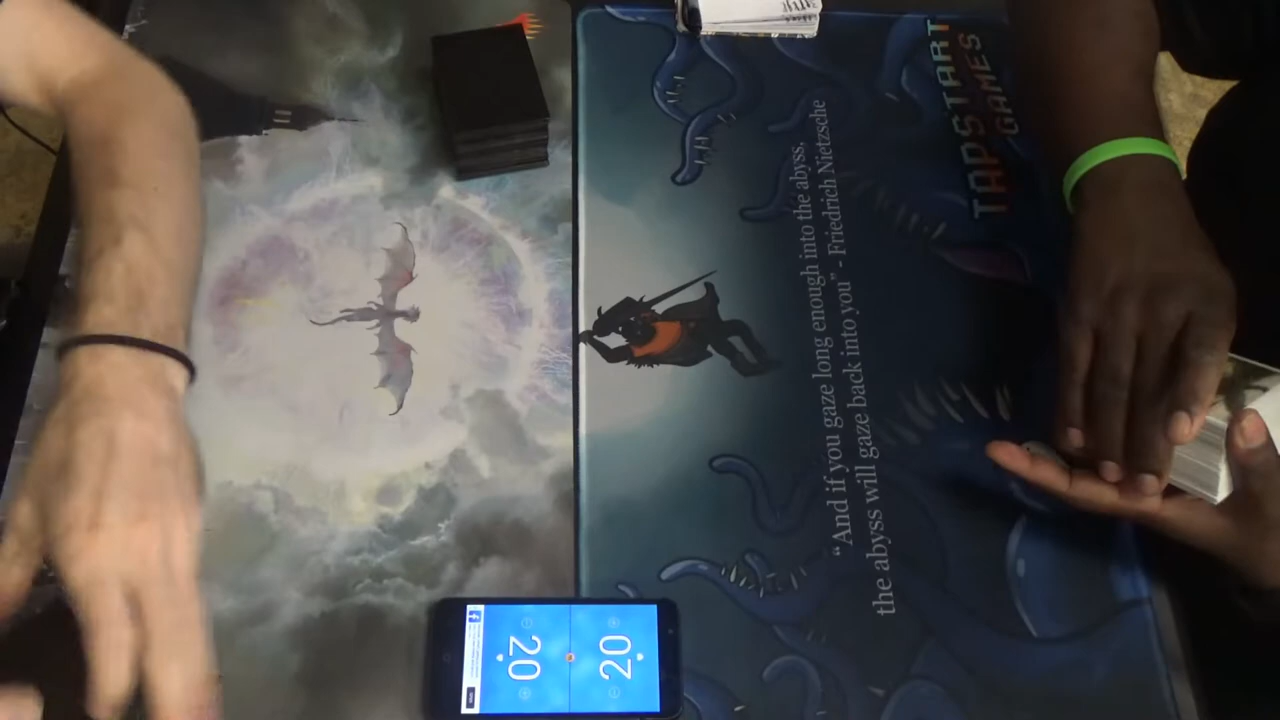 TAPSTART
GAMES
“And if you gaze long enough into the abyss,
the abyss will gaze back into you” - Friedrich Nietzsche
20
20